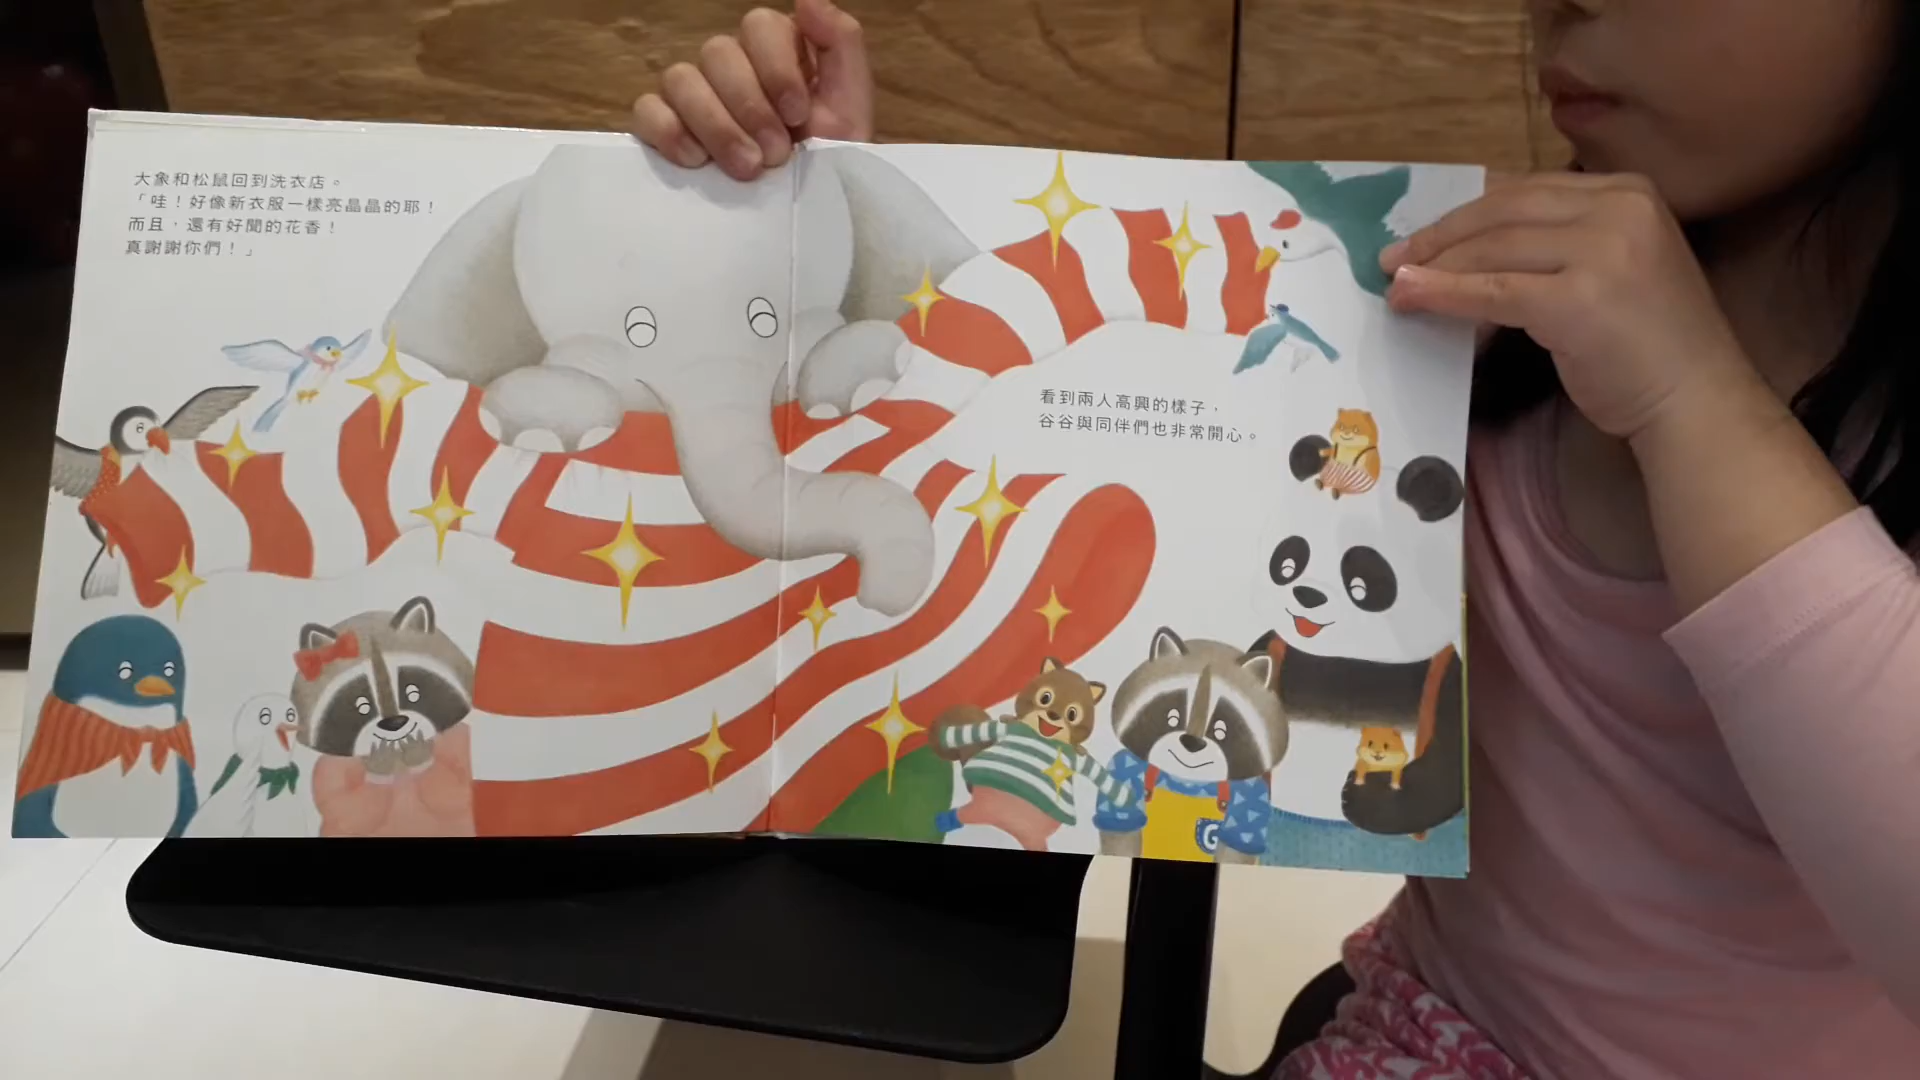 大象和松鼠回到洗衣店。
「哇！好像新衣服一樣亮晶晶的耶！
而且，還有好聞的花香！
真謝謝你們！」
看到兩人高興的樣子，
谷谷與同伴們也非常開心。
G